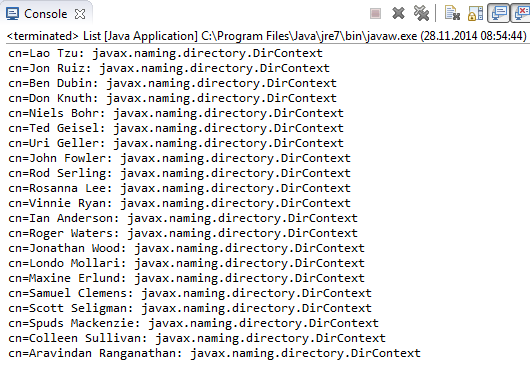 Console
<terminated> List [Java Application] C:\Program Files\Java\jre7\bin\javaw.exe (28.11.2014 08:54:44)
cn=Lao Tzu: javax.naming.directory.DirContext
cn=Jon Ruiz: javax.naming.directory.DirContext
cn=Ben Dubin: javax.naming.directory.DirContext
cn=Don Knuth: javax.naming.directory.DirContext
cn=Niels Bohr: javax.naming.directory.DirContext
cn=Ted Geisel: javax.naming.directory.DirContext
cn=Uri Geller: javax.naming.directory.DirContext
cn=John Fowler: javax.naming.directory.DirContext
cn=Rod Serling: javax.naming.directory.DirContext
cn=Rosanna Lee: javax.naming.directory.DirContext
cn=Vinnie Ryan: javax.naming.directory.DirContext
cn=Ian Anderson: javax.naming.directory.DirContext
cn=Roger Waters: javax.naming.directory.DirContext
cn=Jonathan Wood: javax.naming.directory.DirContext
cn=Londo Mollari: javax.naming.directory.DirContext
cn=Maxine Erlund: javax.naming.directory.DirContext
cn=Samuel Clemens: javax.naming.directory.DirContext
cn=Scott Seligman: javax.naming.directory.DirContext
cn=Spuds Mackenzie: javax.naming.directory.DirContext
cn=Colleen Sullivan: javax.naming.directory.DirContext
cn=Aravindan Ranganathan: javax.naming.directory.DirContext